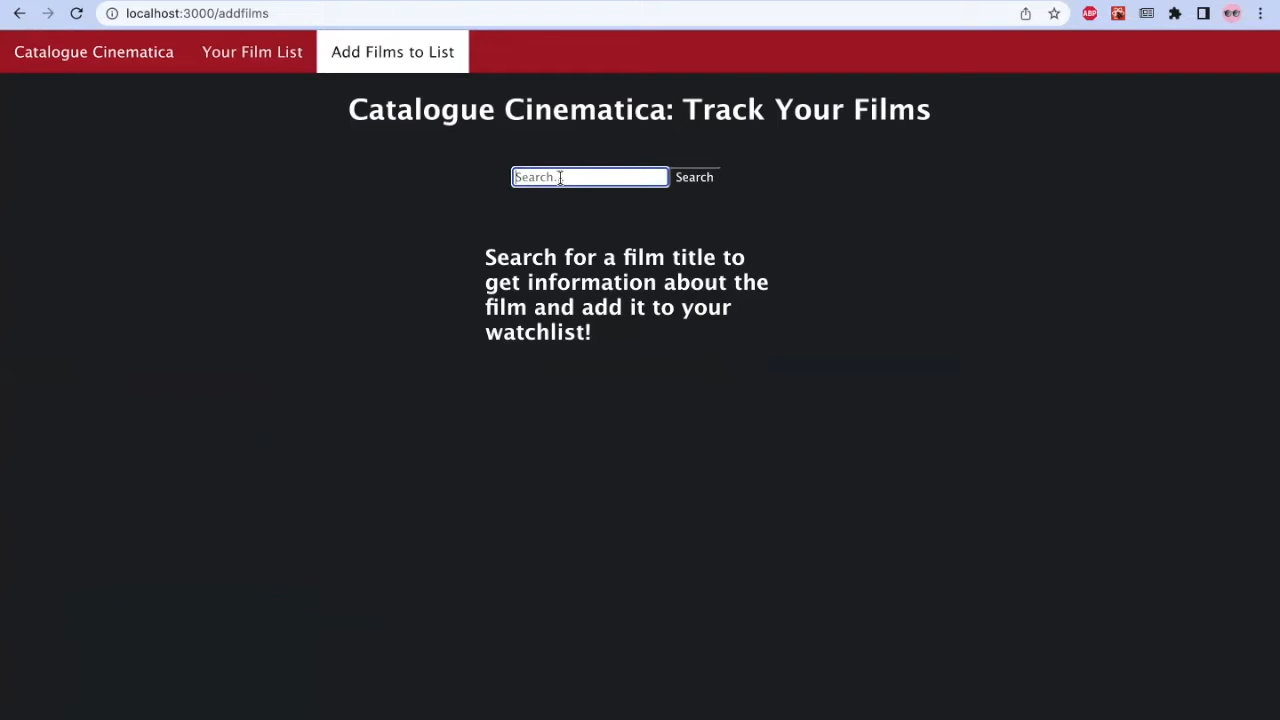 localhost:3000/addfilms
ABP
Catalogue Cinematica Your Film List Add Films to List
Catalogue Cinematica: Track Your Films
Search... Search
Search for a film title to
get information about the
film and add it to your
watchlist!